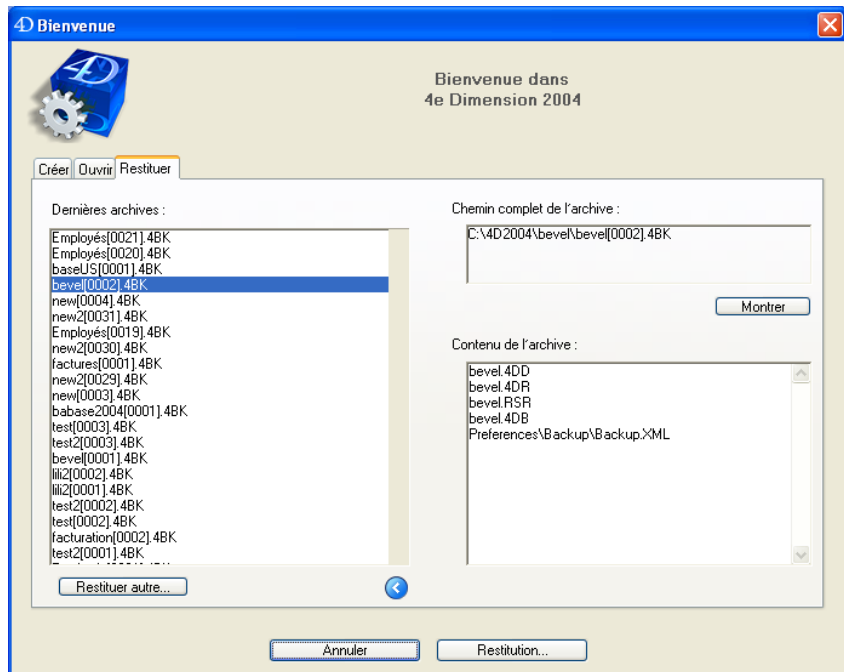 4D Bienvenue
4D
Bienvenue dans
4e Dimension 2004
Créer Ouvrir Restituer
Dernières archives :
Employés[0021].4BK
Employés[0020].4BK
baseUS[0001].4BK
bevel[0002].4BK
new[0004].4BK
new2[0031].4BK
Employés[0019].4BK
new2[0030].4BK
factures[0001].4BK
new2[0029].4BK
new[0003].4BK
babase2004[0001].4BK
test[0003].4BK
test2[0003].4BK
bevel[0001].4BK
lili2[0002].4BK
lili2[0001].4BK
test2[0002].4BK
test[0002].4BK
facturation[0002].4BK
test2[0001].4BK
Restituer autre...
Chemin complet de l'archive :
C:\4D2004\bevel\bevel[0002].4BK
Montrer
Contenu de l'archive :
bevel.4DD
bevel.4DR
bevel.RSR
bevel.4DB
Preferences\Backup\Backup.XML
Annuler
Restitution...